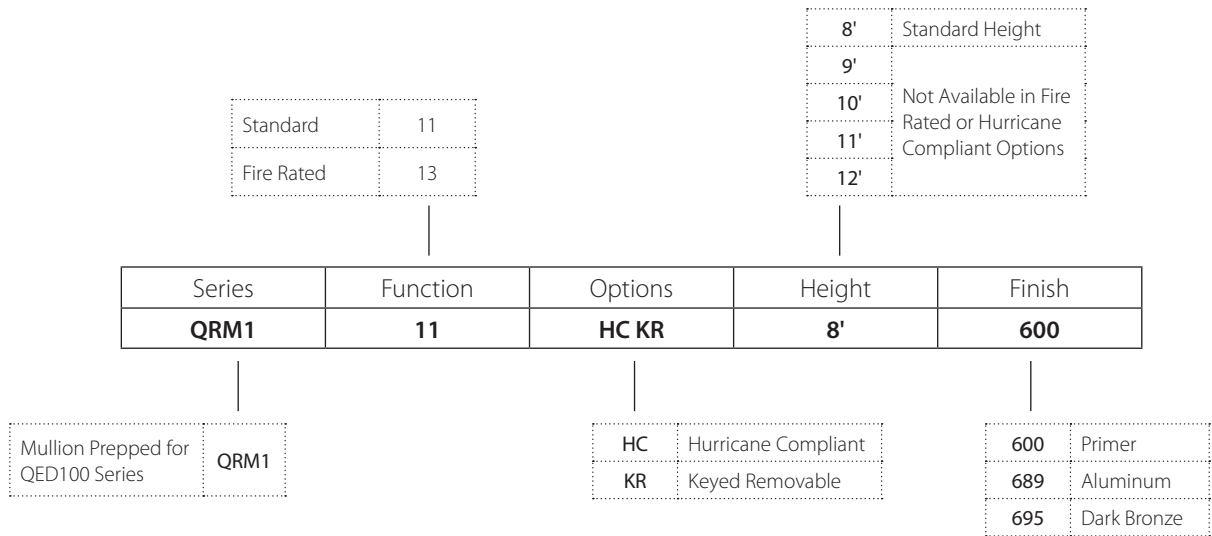 8' Standard Height
9'
10' Not Available in Fire
Rated or Hurricane
11' Compliant Options
12'
Standard 11
Fire Rated 13
Series Function Options Height Finish
QRM1 11 HC KR 8' 600
Mullion Prepped for
QED100 Series
QRM1
HC Hurricane Compliant
KR Keyed Removable
600 Primer
689 Aluminum
695 Dark Bronze